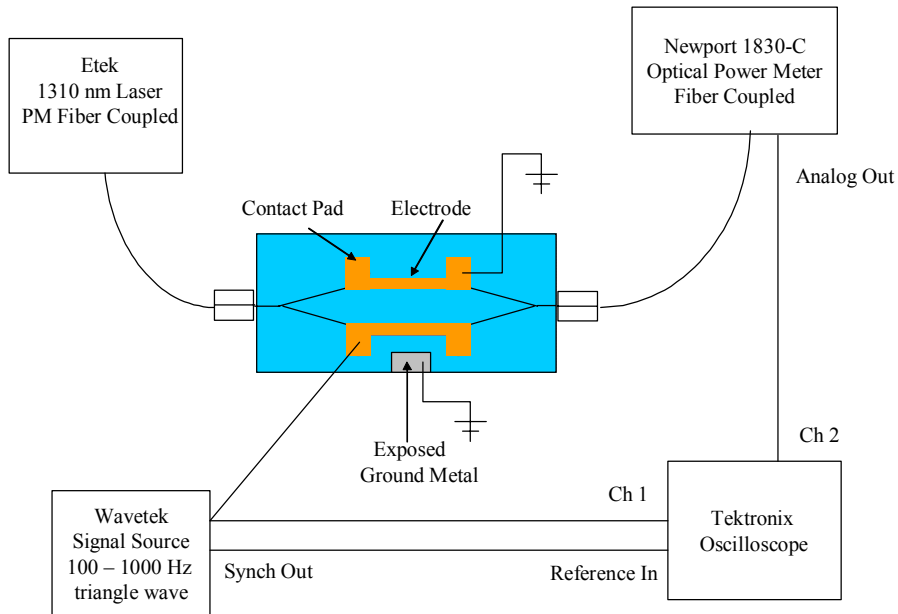 Etek
1310 nm Laser
PM Fiber Coupled
Newport 1830-C
Optical Power Meter
Fiber Coupled
Analog Out
Contact Pad
Electrode
Exposed
Ground Metal
Ch 2
Ch 1
Wavetek
Signal Source
100 – 1000 Hz
triangle wave
Synch Out
Reference In
Tektronix
Oscilloscope